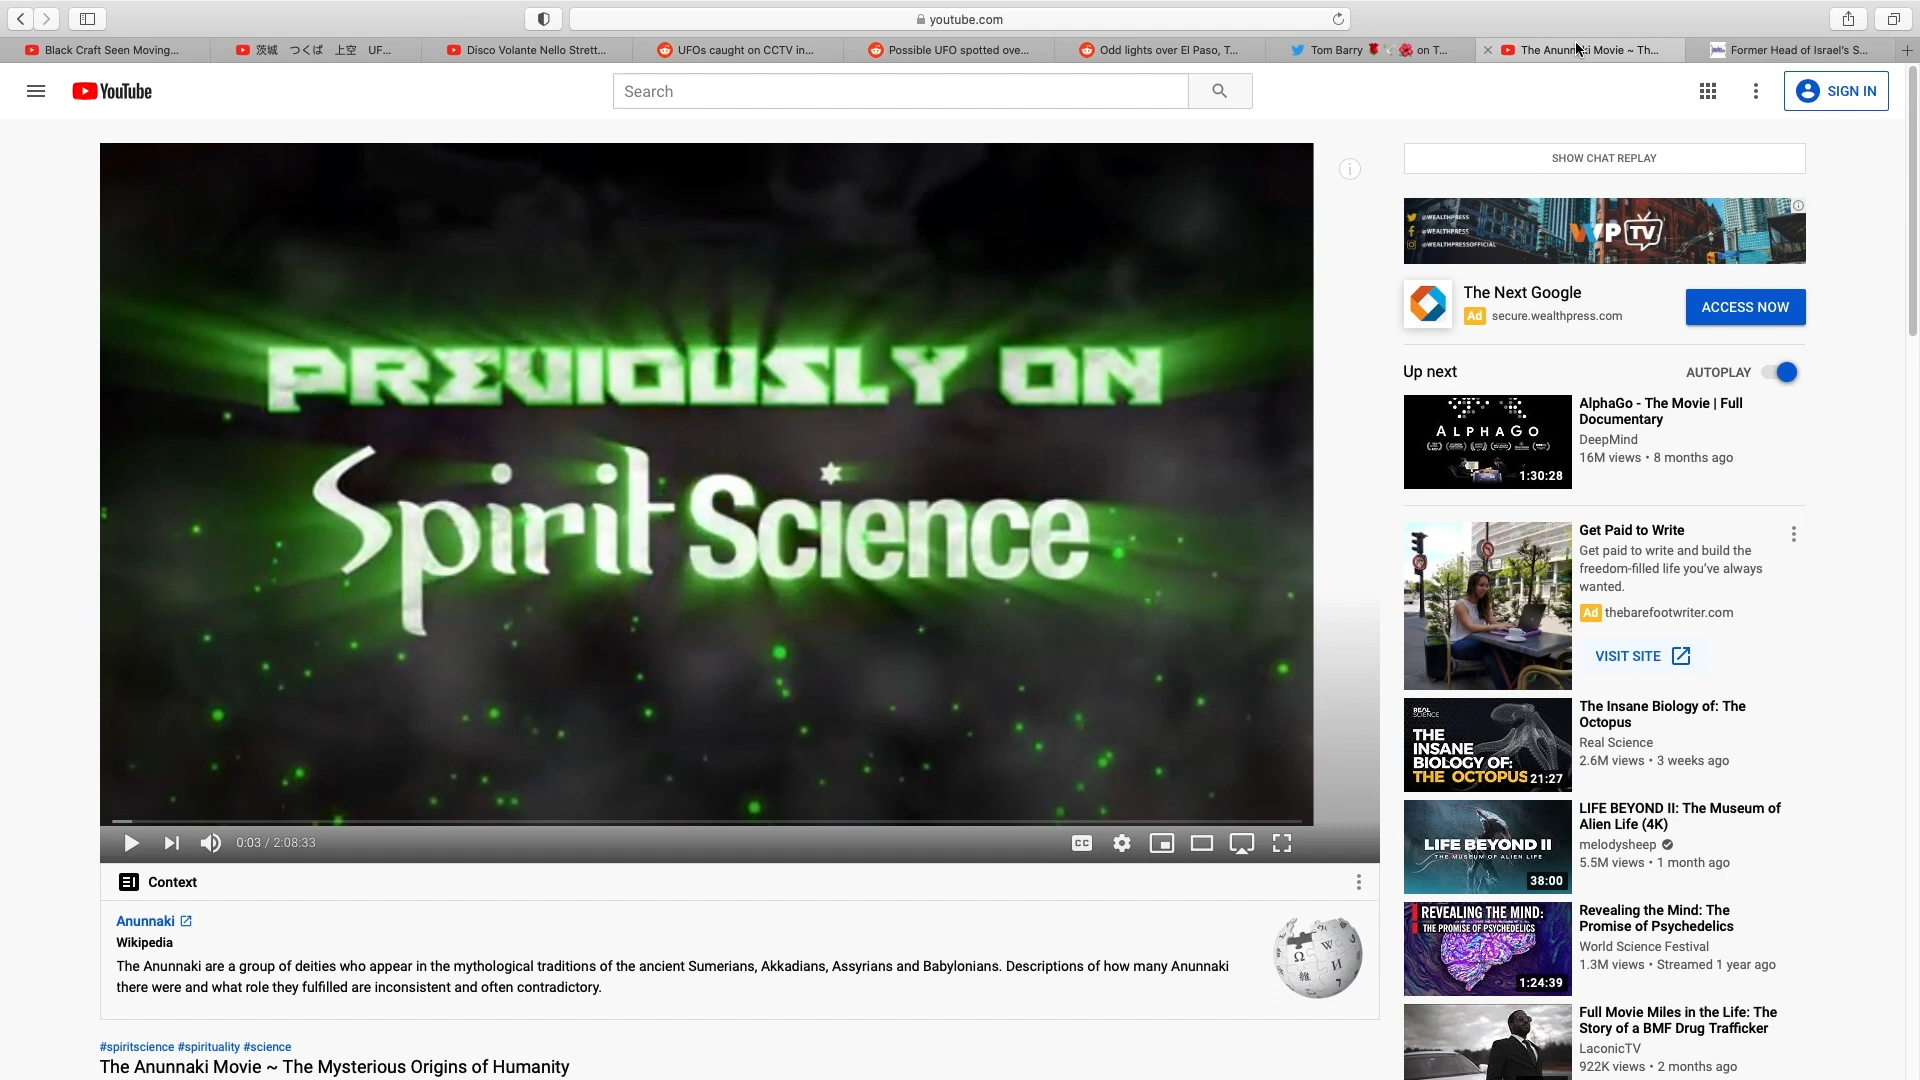 youtube.com
Black Craft Seen Moving...
茨城 つくば 上空 UF...
Disco Volante Nello Strett...
UFOs caught on CCTV in...
Possible UFO spotted ove...
Odd lights over El Paso, T...
Tom Barry 🌹🕊🌺 on T...
The Anunnaki Movie ~ Th...
Former Head of Israel's S...
YouTube
Search
SIGN IN
PREVIOUSLY ON
Spirit Science
0:03 / 2:08:33
CC
Context
Anunnaki
Wikipedia
The Anunnaki are a group of deities who appear in the mythological traditions of the ancient Sumerians, Akkadians, Assyrians and Babylonians. Descriptions of how many Anunnaki
there were and what role they fulfilled are inconsistent and often contradictory.
#spiritscience #spirituality #science
The Anunnaki Movie ~ The Mysterious Origins of Humanity
SHOW CHAT REPLAY
@WEALTHPRESS
@WEALTHPRESS
@WEALTHPRESSOFFICIAL
WPTV
The Next Google
Ad secure.wealthpress.com
ACCESS NOW
Up next
AUTOPLAY
ALPHAGO
1:30:28
AlphaGo - The Movie | Full
Documentary
DeepMind
16M views • 8 months ago
Get Paid to Write
Get paid to write and build the
freedom-filled life you've always
wanted.
Ad thebarefootwriter.com
VISIT SITE
REAL
SCIENCE
THE
INSANE
BIOLOGY OF:
THE OCTOPUS
21:27
The Insane Biology of: The
Octopus
Real Science
2.6M views • 3 weeks ago
LIFE BEYOND II
THE MUSEUM OF ALIEN LIFE
38:00
LIFE BEYOND II: The Museum of
Alien Life (4K)
melodysheep
5.5M views • 1 month ago
REVEALING THE MIND:
THE PROMISE OF PSYCHEDELICS
1:24:39
Revealing the Mind: The
Promise of Psychedelics
World Science Festival
1.3M views • Streamed 1 year ago
Full Movie Miles in the Life: The
Story of a BMF Drug Trafficker
LaconicTV
922K views • 2 months ago